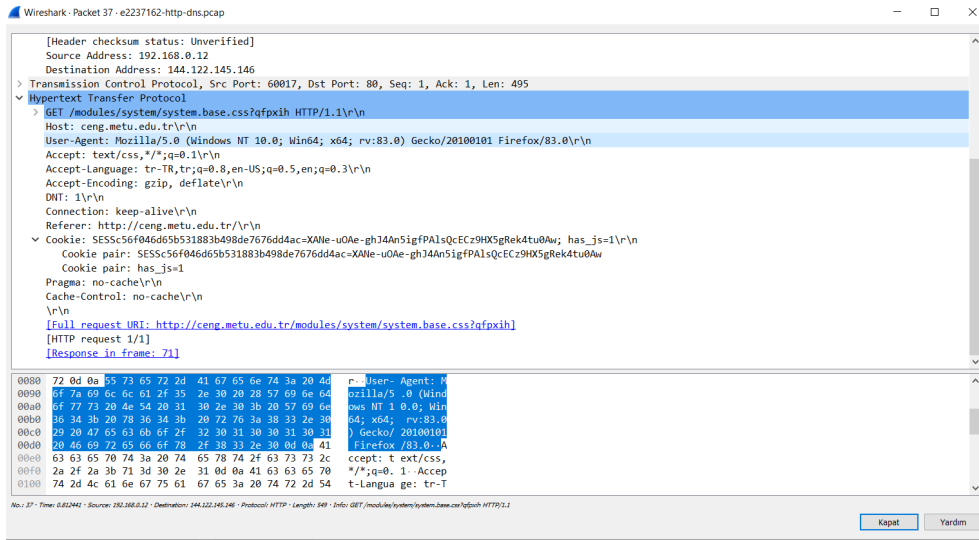 Wireshark · Packet 37 · e2237162-http-dns.pcap
[Header checksum status: Unverified]
Source Address: 192.168.0.12
Destination Address: 144.122.145.146
Transmission Control Protocol, Src Port: 60017, Dst Port: 80, Seq: 1, Ack: 1, Len: 495
Hypertext Transfer Protocol
GET /modules/system/system.base.css?qfpxih HTTP/1.1\r\n
Host: ceng.metu.edu.tr\r\n
User-Agent: Mozilla/5.0 (Windows NT 10.0; Win64; x64; rv:83.0) Gecko/20100101 Firefox/83.0\r\n
Accept: text/css,*/*;q=0.1\r\n
Accept-Language: tr-TR,tr;q=0.8,en-US;q=0.5,en;q=0.3\r\n
Accept-Encoding: gzip, deflate\r\n
DNT: 1\r\n
Connection: keep-alive\r\n
Referer: http://ceng.metu.edu.tr/\r\n
Cookie: SESSc56f046d65b531883b498de7676dd4ac=XANe-uOAe-ghJ4An5igfPAlsQcECz9HX5gRek4tu0Aw; has_js=1\r\n
Cookie pair: SESSc56f046d65b531883b498de7676dd4ac=XANe-uOAe-ghJ4An5igfPAlsQcECz9HX5gRek4tu0Aw
Cookie pair: has_js=1
Pragma: no-cache\r\n
Cache-Control: no-cache\r\n
\r\n
[Full request URI: http://ceng.metu.edu.tr/modules/system/system.base.css?qfpxih]
[HTTP request 1/1]
[Response in frame: 71]
0080 72 0d 0a 55 73 65 72 2d 41 67 65 6e 74 3a 20 4d r··User- Agent: M
0090 6f 7a 69 6c 6c 61 2f 35 2e 30 20 28 57 69 6e 64 ozilla/5 .0 (Wind
00a0 6f 77 73 20 4e 54 20 31 30 2e 30 3b 20 57 69 6e ows NT 1 0.0; Win
00b0 36 34 3b 20 78 36 34 3b 20 72 76 3a 38 33 2e 30 64; x64; rv:83.0
00c0 29 20 47 65 63 6b 6f 2f 32 30 31 30 30 31 30 31 ) Gecko/ 20100101
00d0 20 46 69 72 65 66 6f 78 2f 38 33 2e 30 0d 0a 41 Firefox /83.0··A
00e0 63 63 65 70 74 3a 20 74 65 78 74 2f 63 73 73 2c ccept: t ext/css,
00f0 2a 2f 2a 3b 71 3d 30 2e 31 0d 0a 41 63 63 65 70 */*;q=0. 1··Accep
0100 74 2d 4c 61 6e 67 75 61 67 65 3a 20 74 72 2d 54 t-Langua ge: tr-T
No.: 37 · Time: 0.812441 · Source: 192.168.0.12 · Destination: 144.122.145.146 · Protocol: HTTP · Length: 549 · Info: GET /modules/system/system.base.css?qfpxih HTTP/1.1
Kapat Yardım